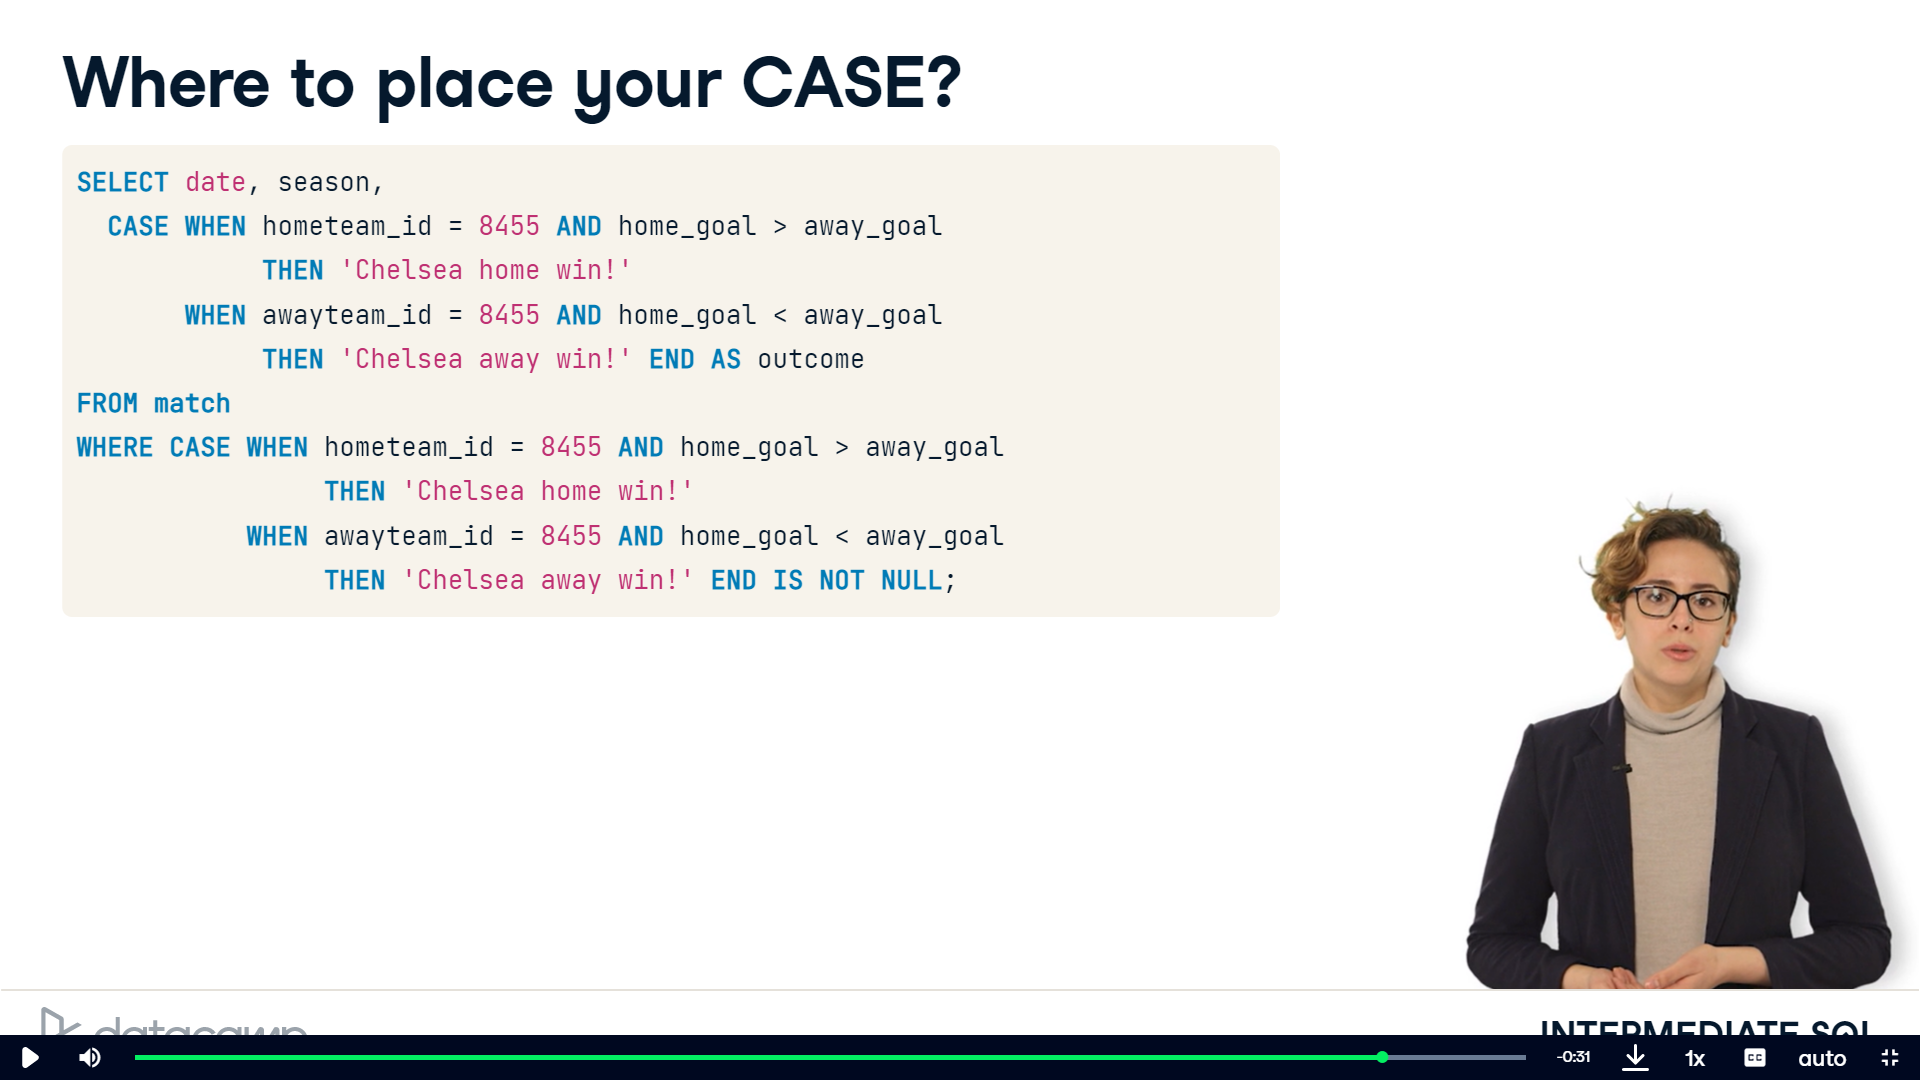 Where to place your CASE?
SELECT date, season,
CASE WHEN hometeam_id = 8455 AND home_goal > away_goal
THEN 'Chelsea home win!'
WHEN awayteam_id = 8455 AND home_goal < away_goal
THEN 'Chelsea away win!' END AS outcome
FROM match
WHERE CASE WHEN hometeam_id = 8455 AND home_goal > away_goal
THEN 'Chelsea home win!'
WHEN awayteam_id = 8455 AND home_goal < away_goal
THEN 'Chelsea away win!' END IS NOT NULL;
datacamp
INTERMEDIATE SQL
-0:31
1x
CC
auto